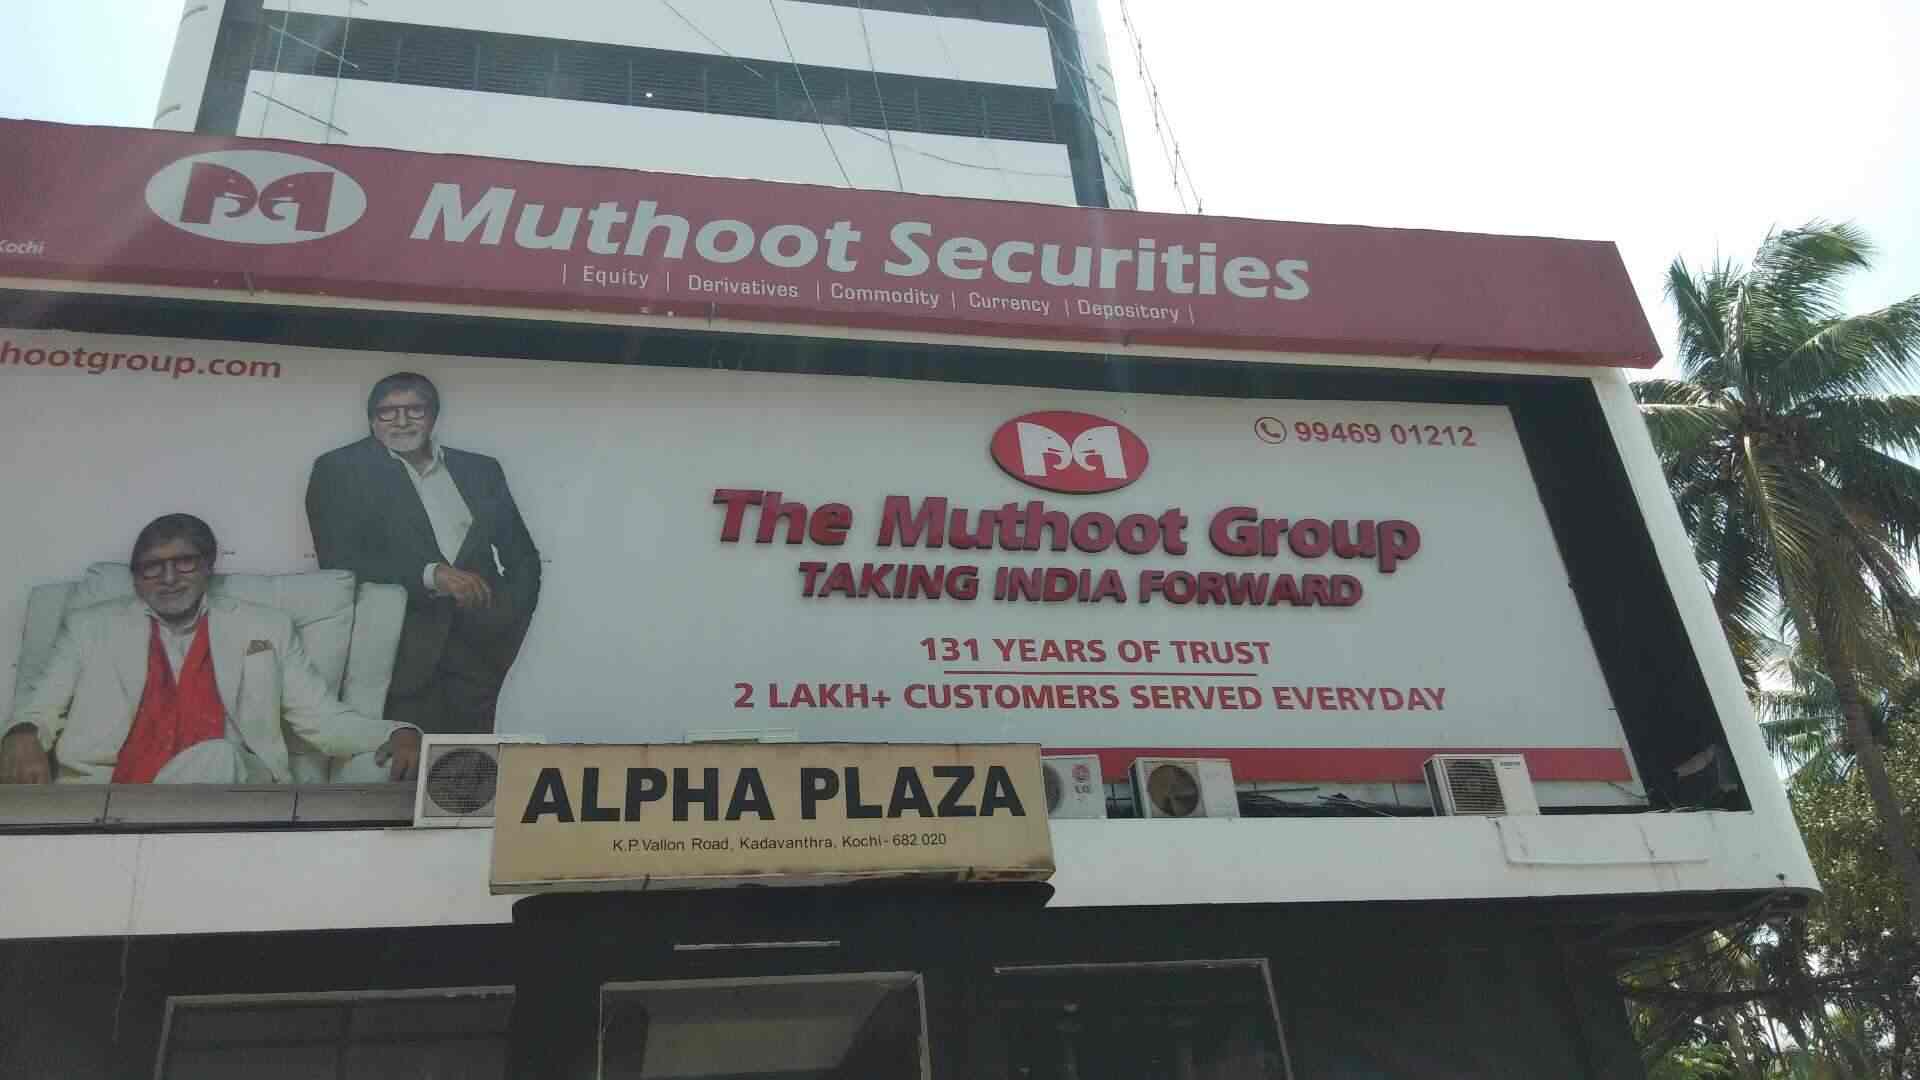 Kochi
Muthoot Securities
| Equity | Derivatives | Commodity | Currency | Depository |
hootgroup.com
99469 01212
The Muthoot Group
TAKING INDIA FORWARD
131 YEARS OF TRUST
2 LAKH+ CUSTOMERS SERVED EVERYDAY
LG
ALPHA PLAZA
K.P.Vallon Road, Kadavanthra, Kochi-682 020